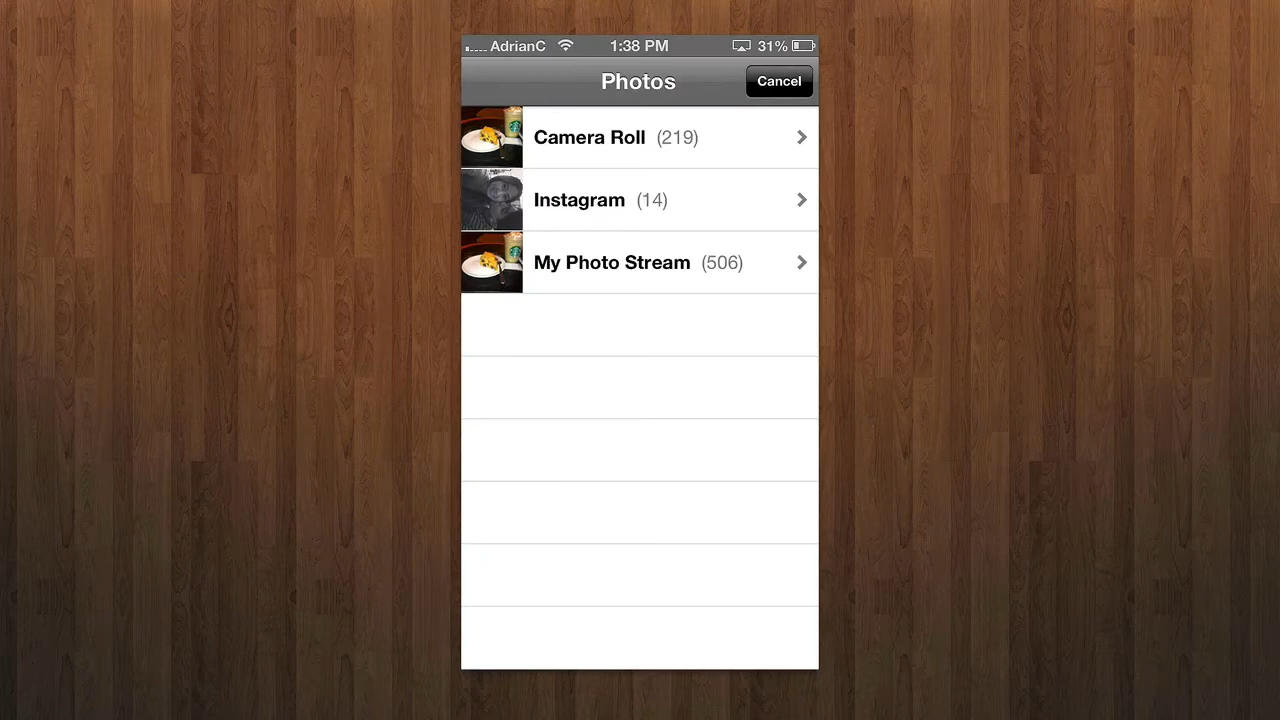 AdrianC 1:38 PM 31%
Photos Cancel
Camera Roll (219)
Instagram (14)
My Photo Stream (506)